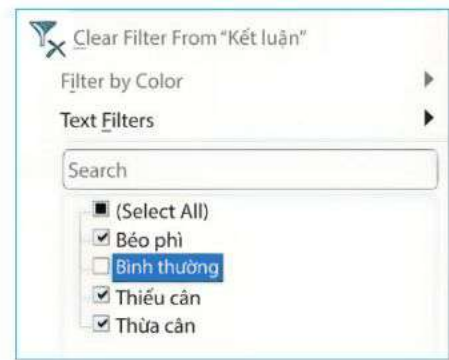 Clear Filter From “Kết luận”
Filter by Color
Text Filters
Search
(Select All)
Béo phì
Bình thường
Thiếu cân
Thừa cân